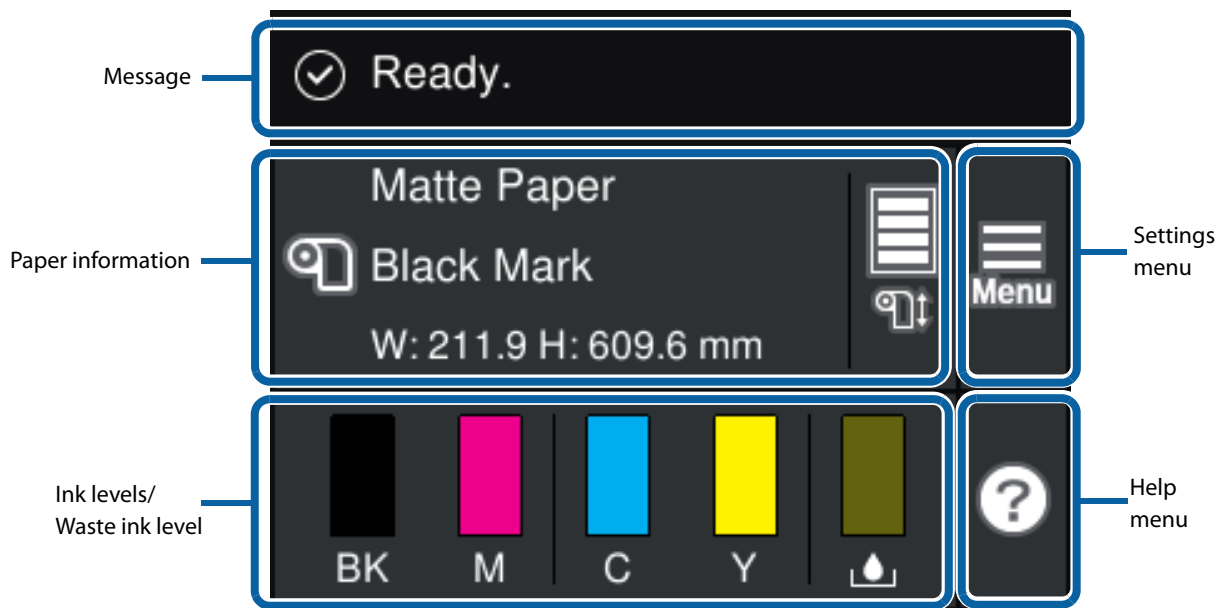 Message
Ready.
Paper information
Matte Paper
Black Mark
W: 211.9 H: 609.6 mm
Menu
Settings
menu
Ink levels/
Waste ink level
BK M C Y
?
Help
menu